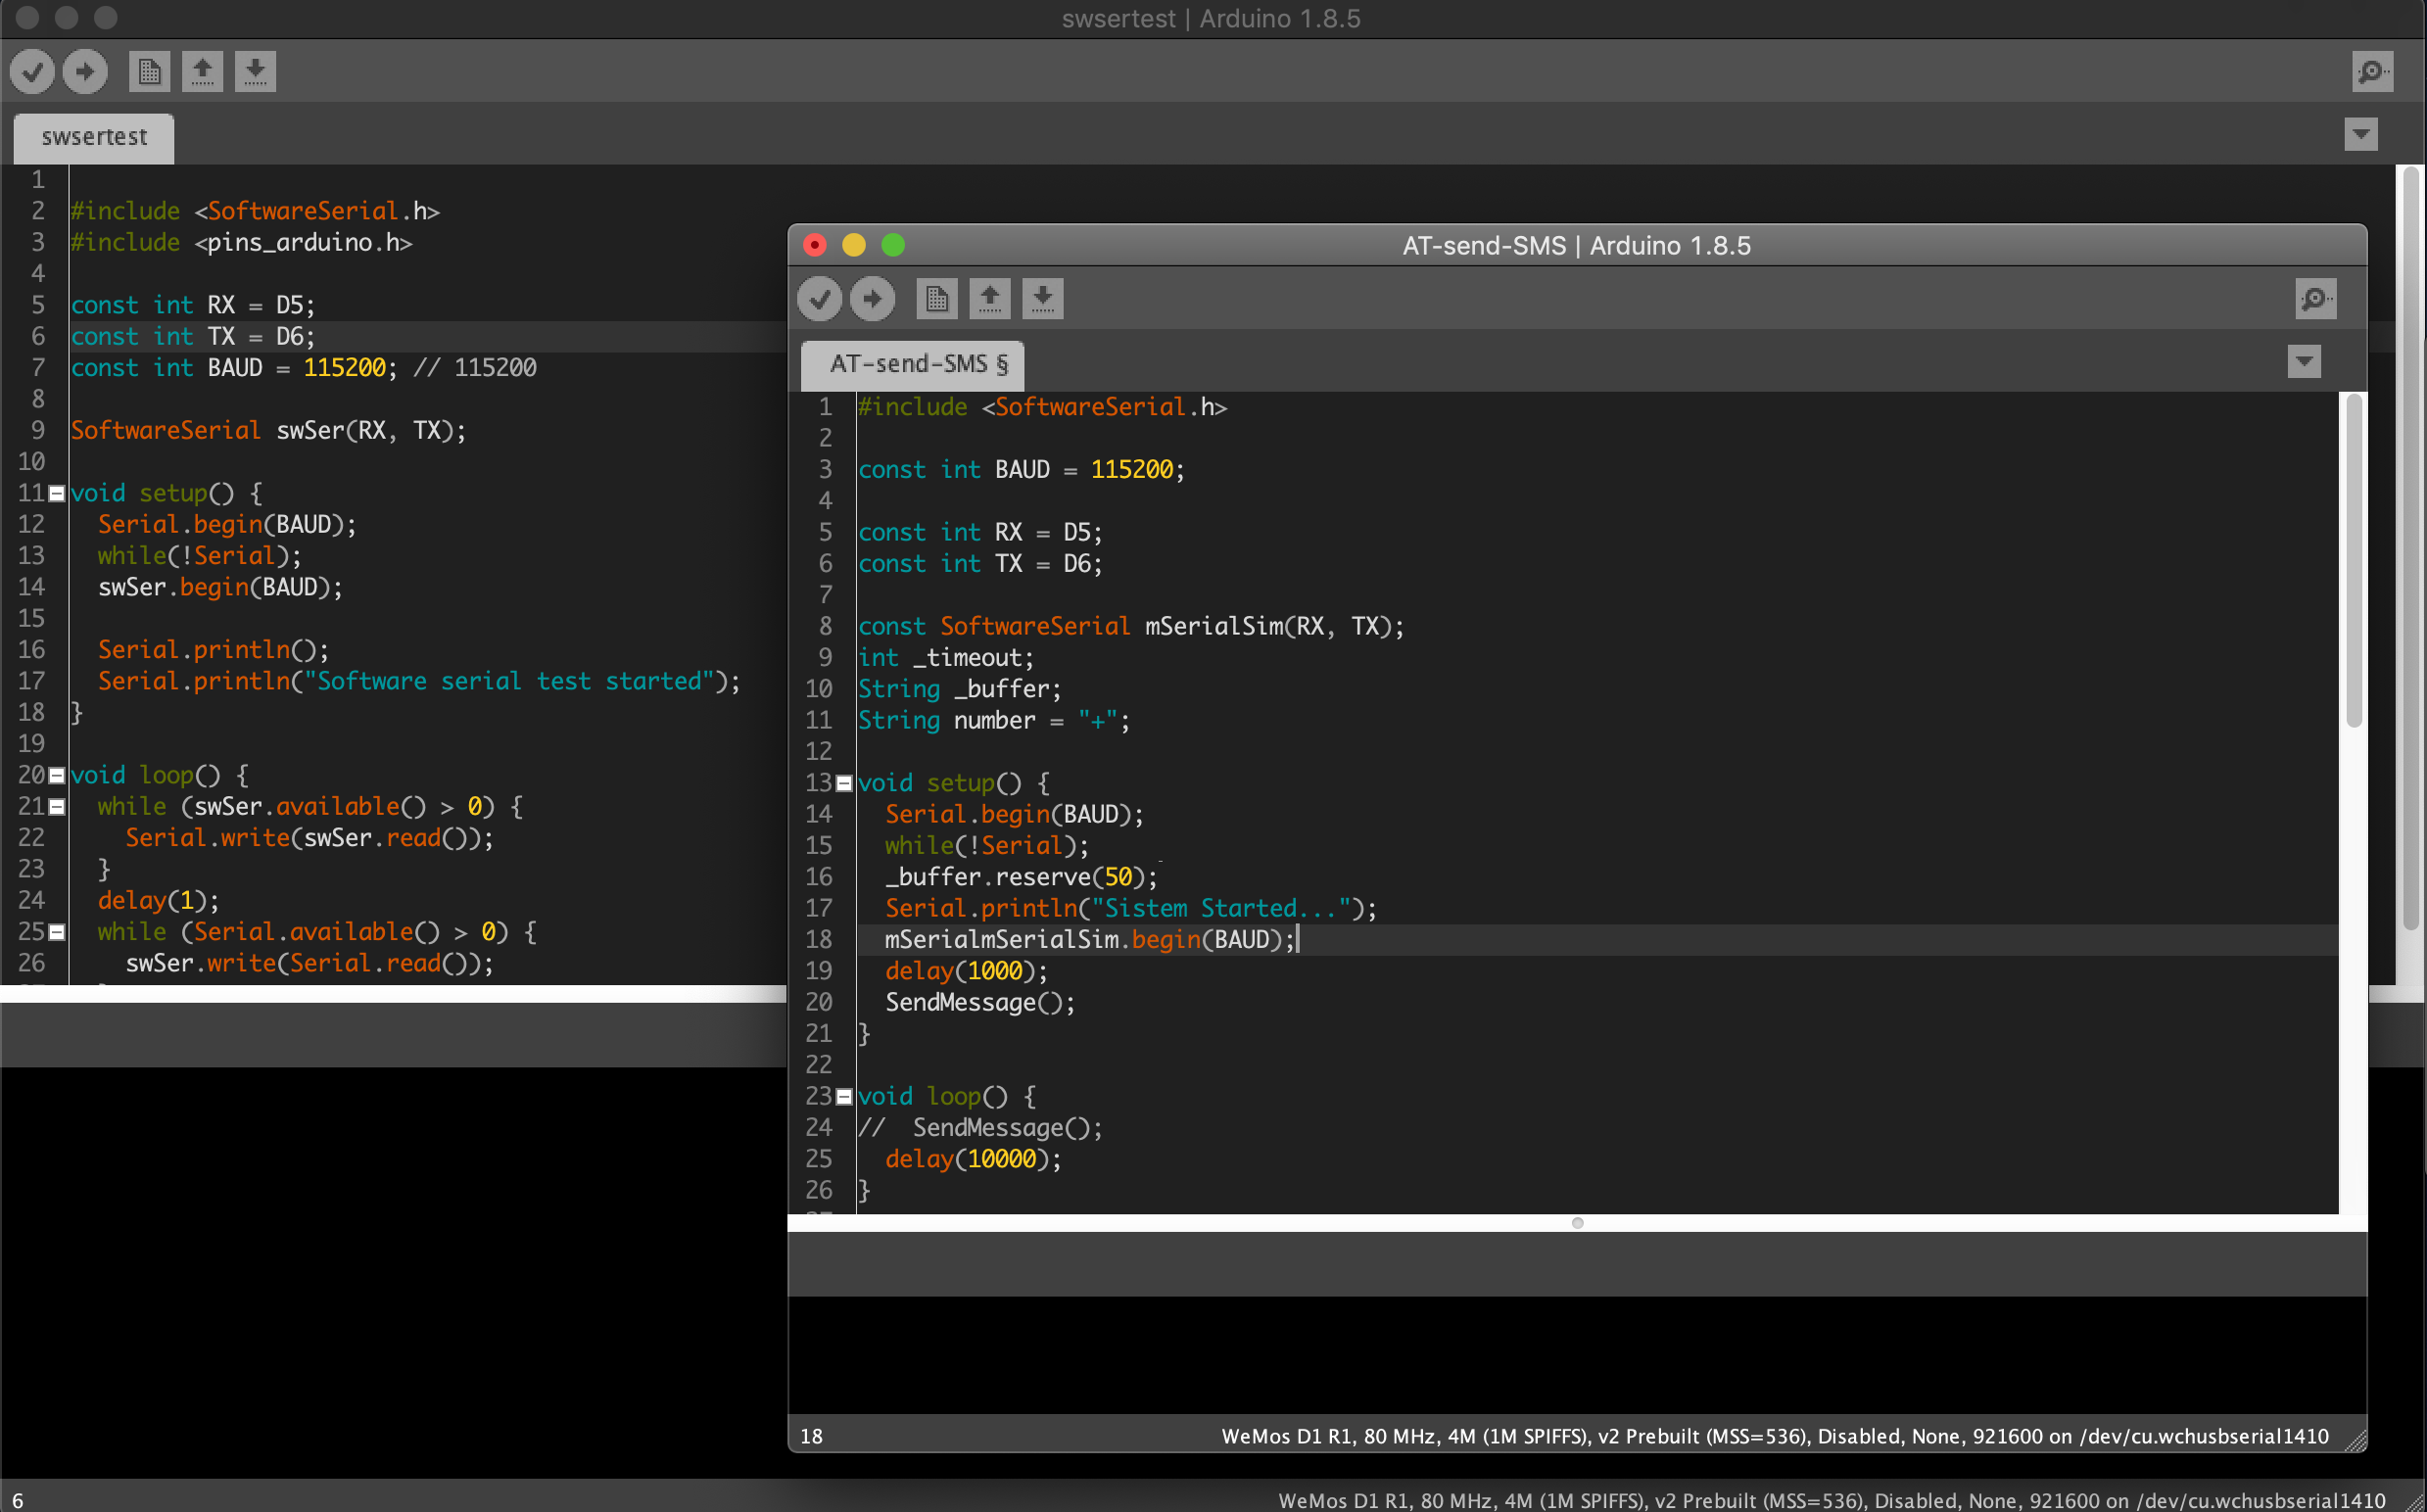 swsertest | Arduino 1.8.5
swsertest
1
2 #include <SoftwareSerial.h>
3 #include <pins_arduino.h>
4
5 const int RX = D5;
6 const int TX = D6;
7 const int BAUD = 115200; // 115200
8
9 SoftwareSerial swSer(RX, TX);
10
11 void setup() {
12   Serial.begin(BAUD);
13   while(!Serial);
14   swSer.begin(BAUD);
15
16   Serial.println();
17   Serial.println("Software serial test started");
18 }
19
20 void loop() {
21   while (swSer.available() > 0) {
22     Serial.write(swSer.read());
23   }
24   delay(1);
25   while (Serial.available() > 0) {
26     swSer.write(Serial.read());
6
WeMos D1 R1, 80 MHz, 4M (1M SPIFFS), v2 Prebuilt (MSS=536), Disabled, None, 921600 on /dev/cu.wchusbserial1410
AT-send-SMS | Arduino 1.8.5
AT-send-SMS §
1 #include <SoftwareSerial.h>
2
3 const int BAUD = 115200;
4
5 const int RX = D5;
6 const int TX = D6;
7
8 const SoftwareSerial mSerialSim(RX, TX);
9 int _timeout;
10 String _buffer;
11 String number = "+";
12
13 void setup() {
14   Serial.begin(BAUD);
15   while(!Serial);
16   _buffer.reserve(50);
17   Serial.println("Sistem Started...");
18   mSerialmSerialSim.begin(BAUD);
19   delay(1000);
20   SendMessage();
21 }
22
23 void loop() {
24 //  SendMessage();
25   delay(10000);
26 }
18
WeMos D1 R1, 80 MHz, 4M (1M SPIFFS), v2 Prebuilt (MSS=536), Disabled, None, 921600 on /dev/cu.wchusbserial1410